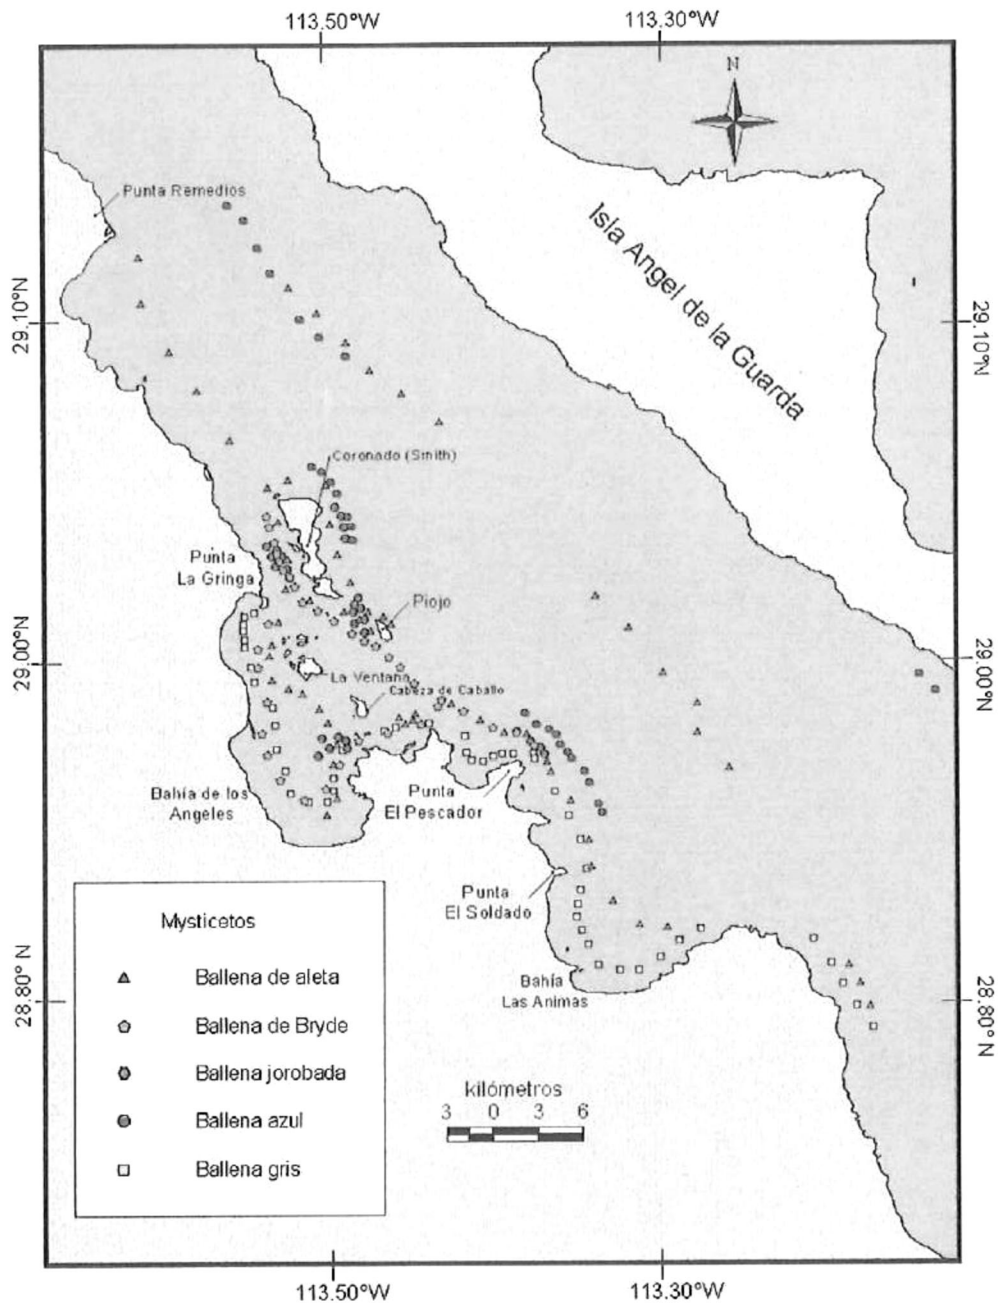 113.50°W
113.30°W
N
Punta Remedios
Isla Angel de la Guarda
29.10°N
29.10°N
Coronado (Smith)
Punta
La Gringa
Piojo
29.00°N
29.00°N
La Ventana
Cabeza de Caballo
Bahía de los
Angeles
Punta
El Pescador
Punta
El Soldado
Bahía
Las Animas
28.80° N
28.80° N
Mysticetos
Ballena de aleta
Ballena de Bryde
Ballena jorobada
Ballena azul
Ballena gris
kilómetros
3 0 3 6
113.50°W
113.30°W